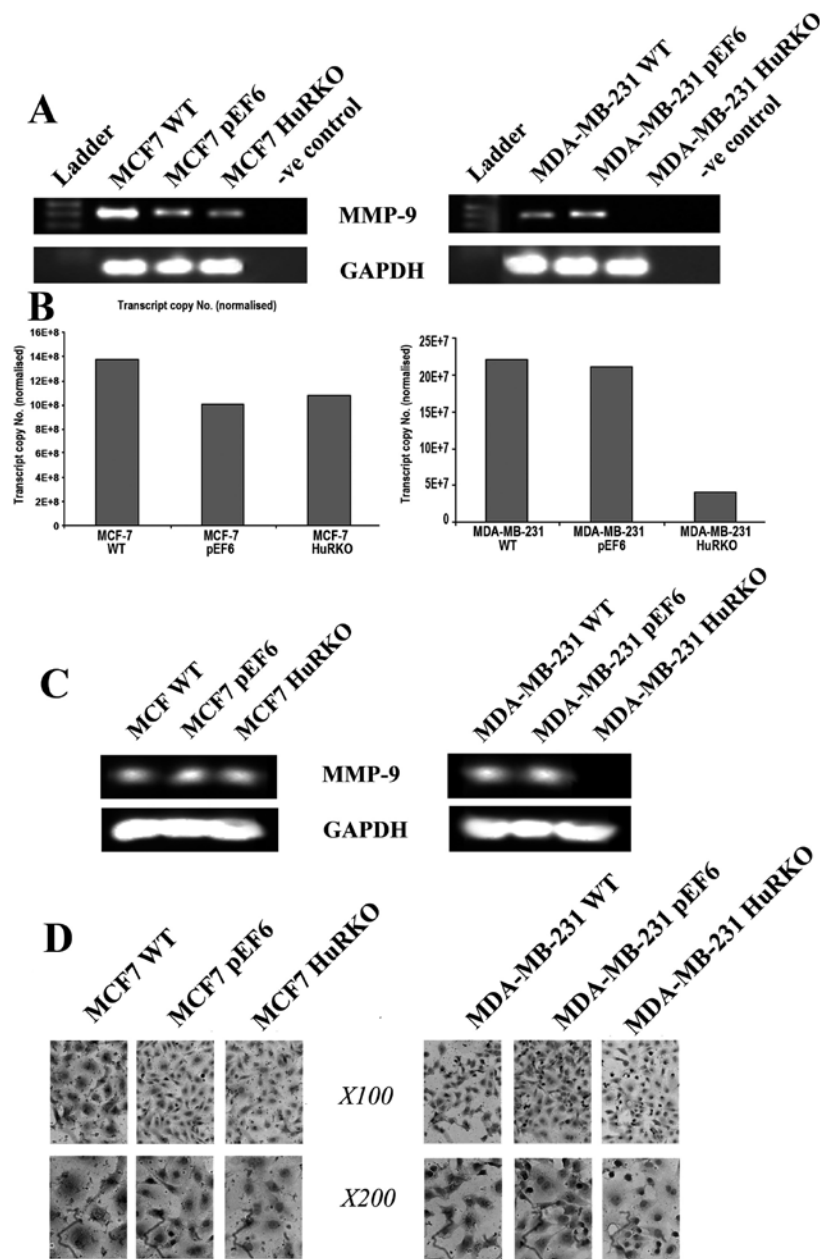 A
Ladder
MCF7 WT
MCF7 pEF6
MCF7 HuRKO
-ve control
Ladder
MDA-MB-231 WT
MDA-MB-231 pEF6
MDA-MB-231 HuRKO
-ve control
MMP-9
GAPDH
B
Transcript copy No. (normalised)
Transcript copy No. (normalised)
16E+8
14E+8
12E+8
10E+8
8E+8
6E+8
4E+8
2E+8
0
MCF-7
WT
MCF-7
pEF6
MCF-7
HuRKO
Transcript copy No. (normalised)
25E+7
20E+7
15E+7
10E+7
5E+7
0
MDA-MB-231
WT
MDA-MB-231
pEF6
MDA-MB-231
HuRKO
C
MCF WT
MCF7 pEF6
MCF7 HuRKO
MDA-MB-231 WT
MDA-MB-231 pEF6
MDA-MB-231 HuRKO
MMP-9
GAPDH
D
MCF7 WT
MCF7 pEF6
MCF7 HuRKO
MDA-MB-231 WT
MDA-MB-231 pEF6
MDA-MB-231 HuRKO
X100
X200